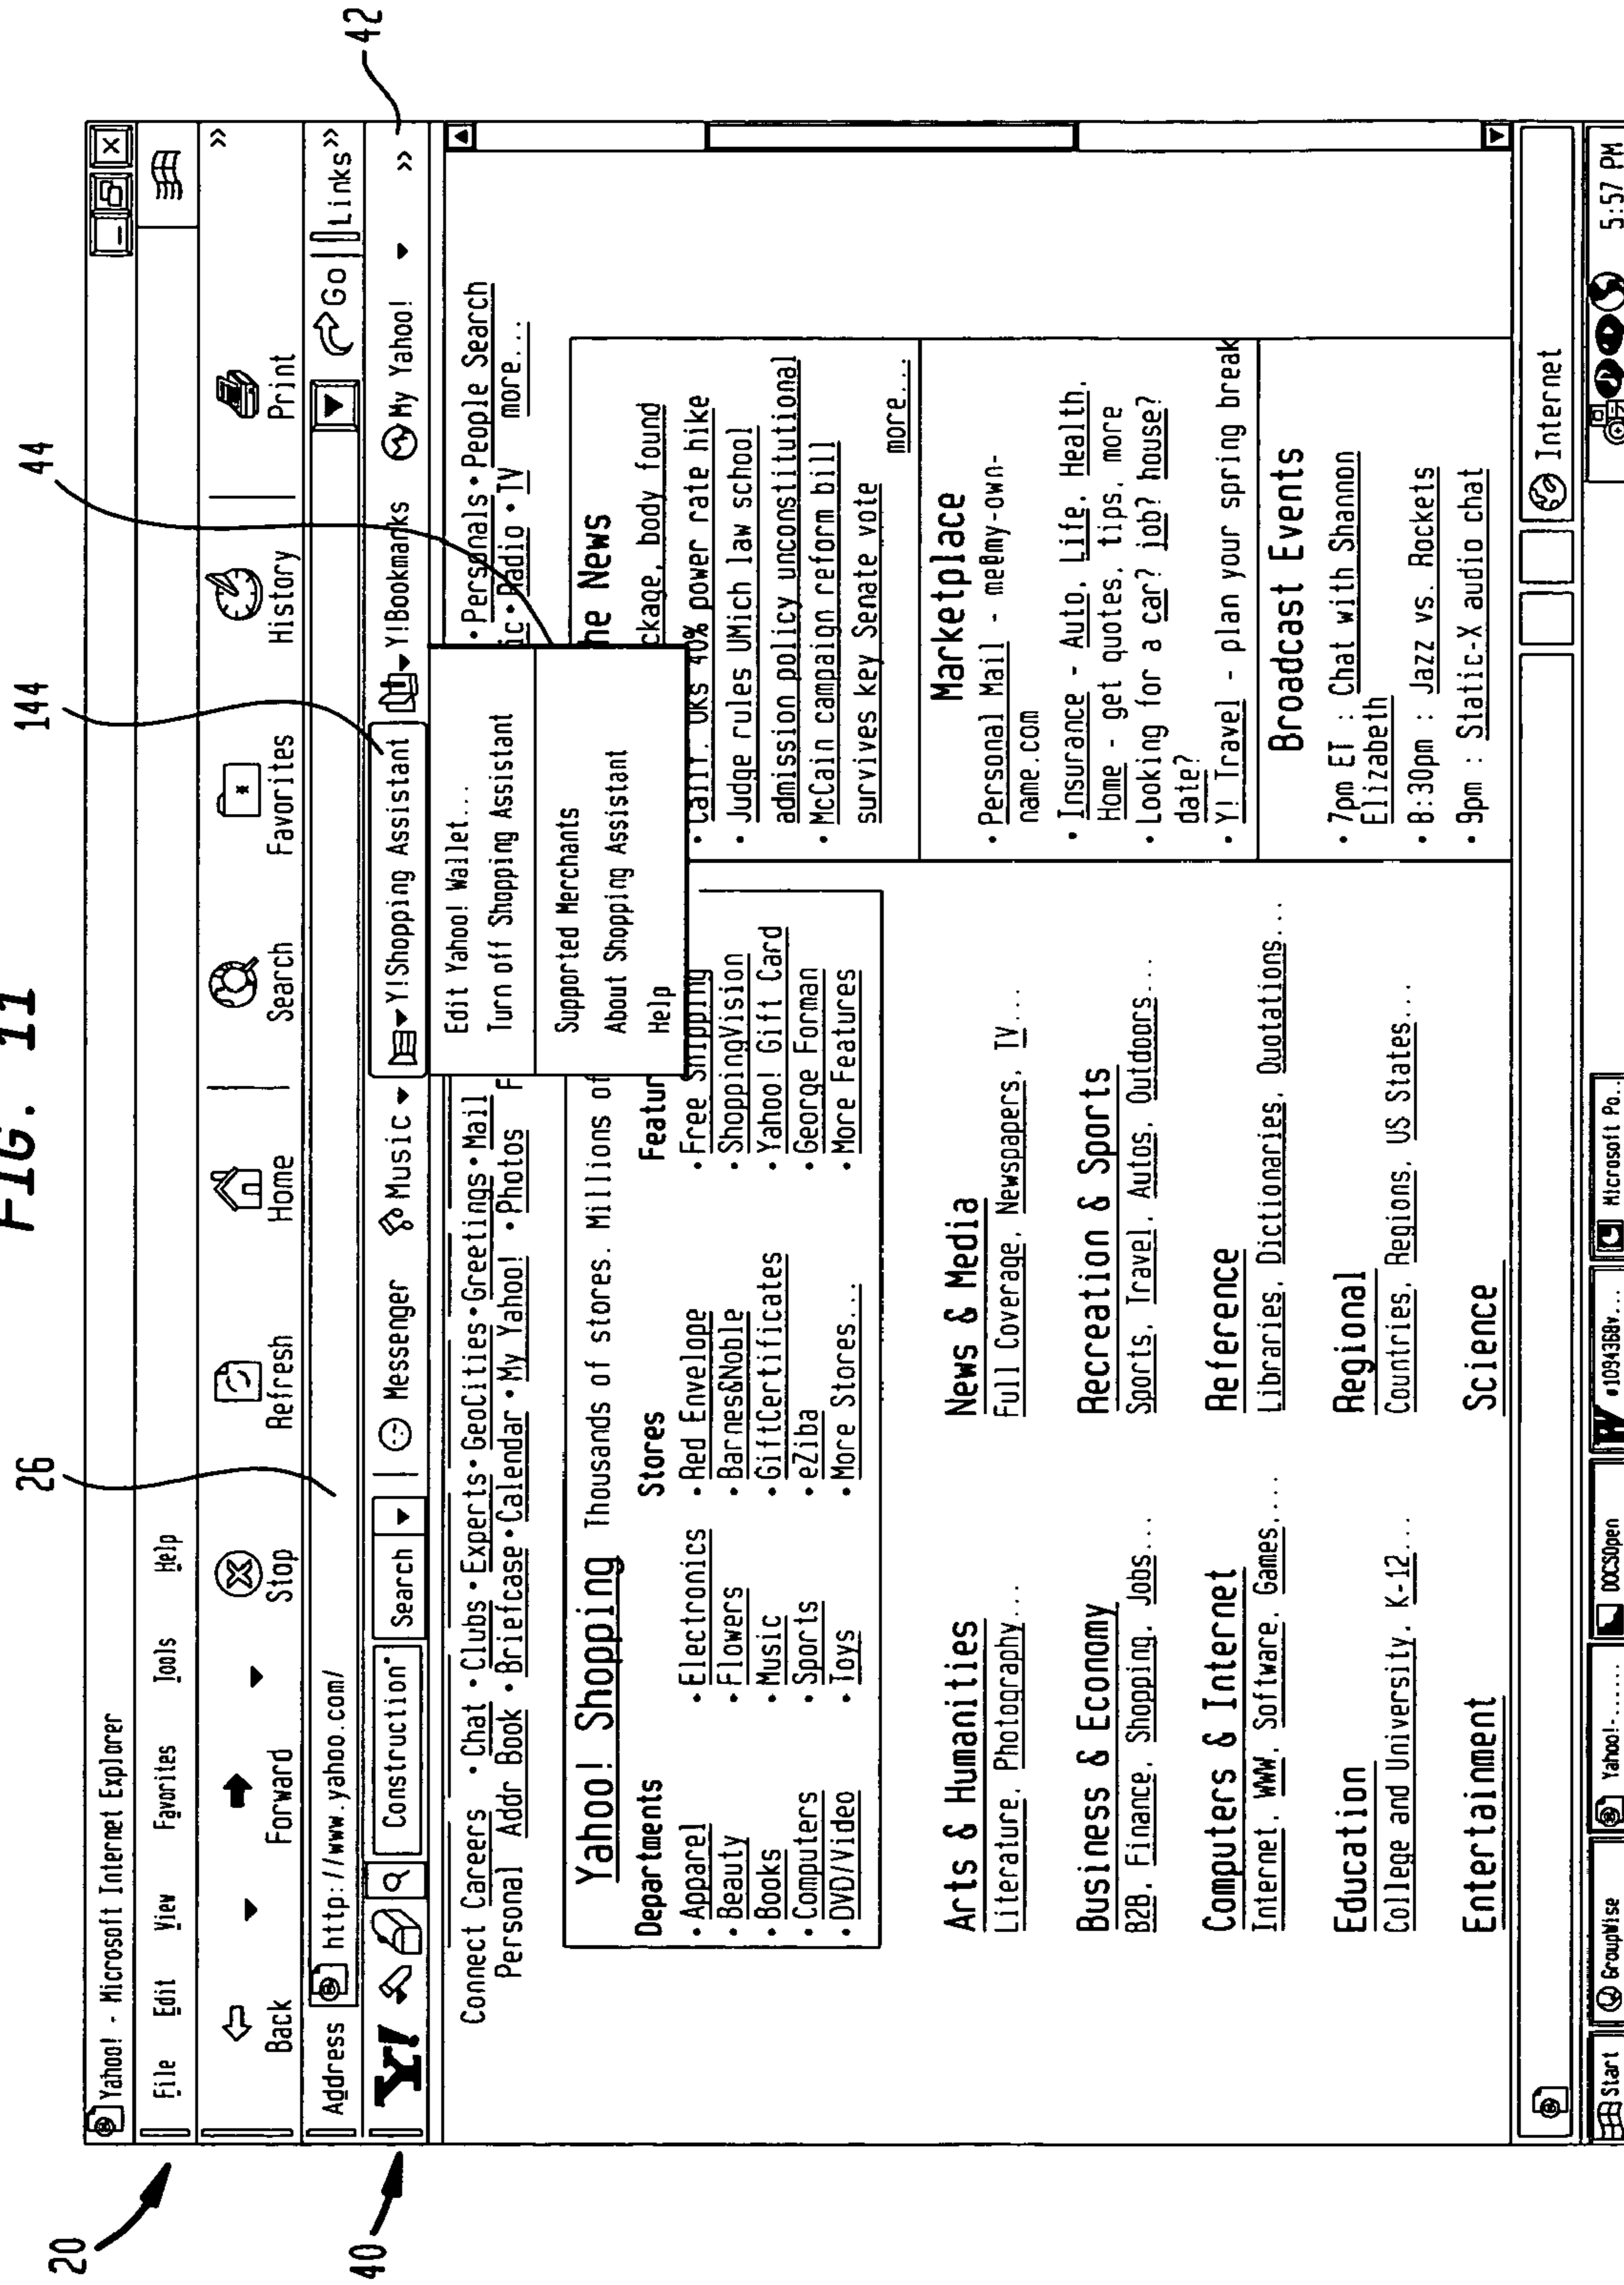 FIG. 11
20
26
144
44
42
40
Yahoo! - Microsoft Internet Explorer
File Edit View Favorites Tools Help
Back Forward Stop Refresh Home Search Favorites History Print »
Address http://www.yahoo.com/ Go Links»
Y! Construction" Search Messenger Music Y!Shopping Assistant Y!Bookmarks My Yahoo! »
Edit Yahoo! Wallet...
Turn off Shopping Assistant
Supported Merchants
About Shopping Assistant
Help
Connect Careers • Chat • Clubs • Experts • GeoCities • Greetings • Mail • Personals • People Search
Personal Addr Book • Briefcase • Calendar • My Yahoo! • Photos F ic • Radio • TV more...
Yahoo! Shopping Thousands of stores. Millions of
Departments
• Apparel
• Beauty
• Books
• Computers
• DVD/Video
• Electronics
• Flowers
• Music
• Sports
• Toys
Stores
• Red Envelope
• Barnes&Noble
• GiftCertificates
• eZiba
• More Stores...
Featur
• Free Shipping
• ShoppingVision
• Yahoo! Gift Card
• George Forman
• More Features
Arts & Humanities
Literature, Photography...
Business & Economy
B2B, Finance, Shopping, Jobs...
Computers & Internet
Internet, WWW, Software, Games...
Education
College and University, K-12...
Entertainment
News & Media
Full Coverage, Newspapers, TV...
Recreation & Sports
Sports, Travel, Autos, Outdoors...
Reference
Libraries, Dictionaries, Quotations...
Regional
Countries, Regions, US States...
Science
he News
ckage, body found
40% power rate hike
• Judge rules UMich law school
admission policy unconstitutional
• McCain campaign reform bill
survives key Senate vote
more...
Marketplace
• Personal Mail - me@my-own-
name.com
• Insurance - Auto, Life, Health,
Home - get quotes, tips, more
• Looking for a car? job? house?
date?
• Y! Travel - plan your spring break
Broadcast Events
• 7pm ET : Chat with Shannon
Elizabeth
• 8:30pm : Jazz vs. Rockets
• 9pm : Static-X audio chat
Internet
Start GroupWise Yahoo!-...... DOCSOpen #1094368v... Microsoft Po... 5:57 PM